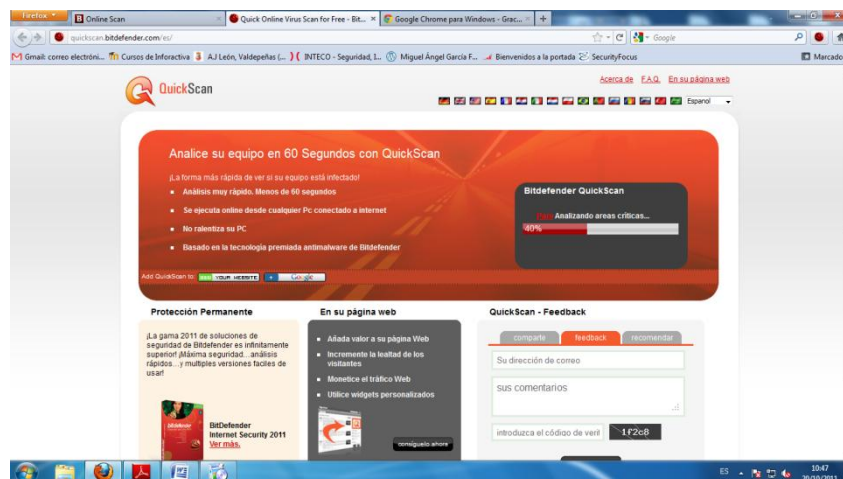 Firefox
Online Scan
Quick Online Virus Scan for Free - Bit...
Google Chrome para Windows - Grac...
quickscan.bitdefender.com/es/
Google
Gmail: correo electróni...
Cursos de Inforactiva
AJ León, Valdepeñas (...
INTECO - Seguridad, I...
Miguel Ángel García F...
Bienvenidos a la portada
SecurityFocus
Marcado
QuickScan
Acerca de F.A.Q. En su página web
Espanol
Analice su equipo en 60 Segundos con QuickScan
¡La forma más rápida de ver si su equipo está infectado!
Análisis muy rápido. Menos de 60 segundos
Se ejecuta online desde cualquier Pc conectado a internet
No ralentiza su PC
Basado en la tecnología premiada antimalware de Bitdefender
Bitdefender QuickScan
Analizando areas críticas...
40%
Add QuickScan to:
YOUR WEBSITE
Google
Protección Permanente
¡La gama 2011 de soluciones de
seguridad de Bitdefender es infinitamente
superior! ¡Máxima seguridad...análisis
rápidos...y multiples versiones faciles de
usar!
BitDefender
Internet Security 2011
Ver más.
En su página web
Añada valor a su página Web
Incremente la lealtad de los
visitantes
Monetice el tráfico Web
Utilice widgets personalizados
consíguelo ahora
QuickScan - Feedback
comparte feedback recomendar
Su dirección de correo
sus comentarios
introduzca el código de verif
1f2c8
ES
10:47
20/10/2011